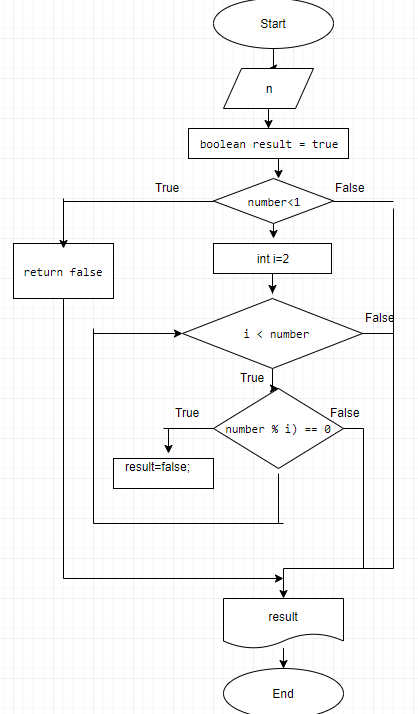 Start
n
boolean result = true
True
False
number<1
return false
int i=2
False
i < number
True
True
False
number % i) == 0
result=false;
result
End